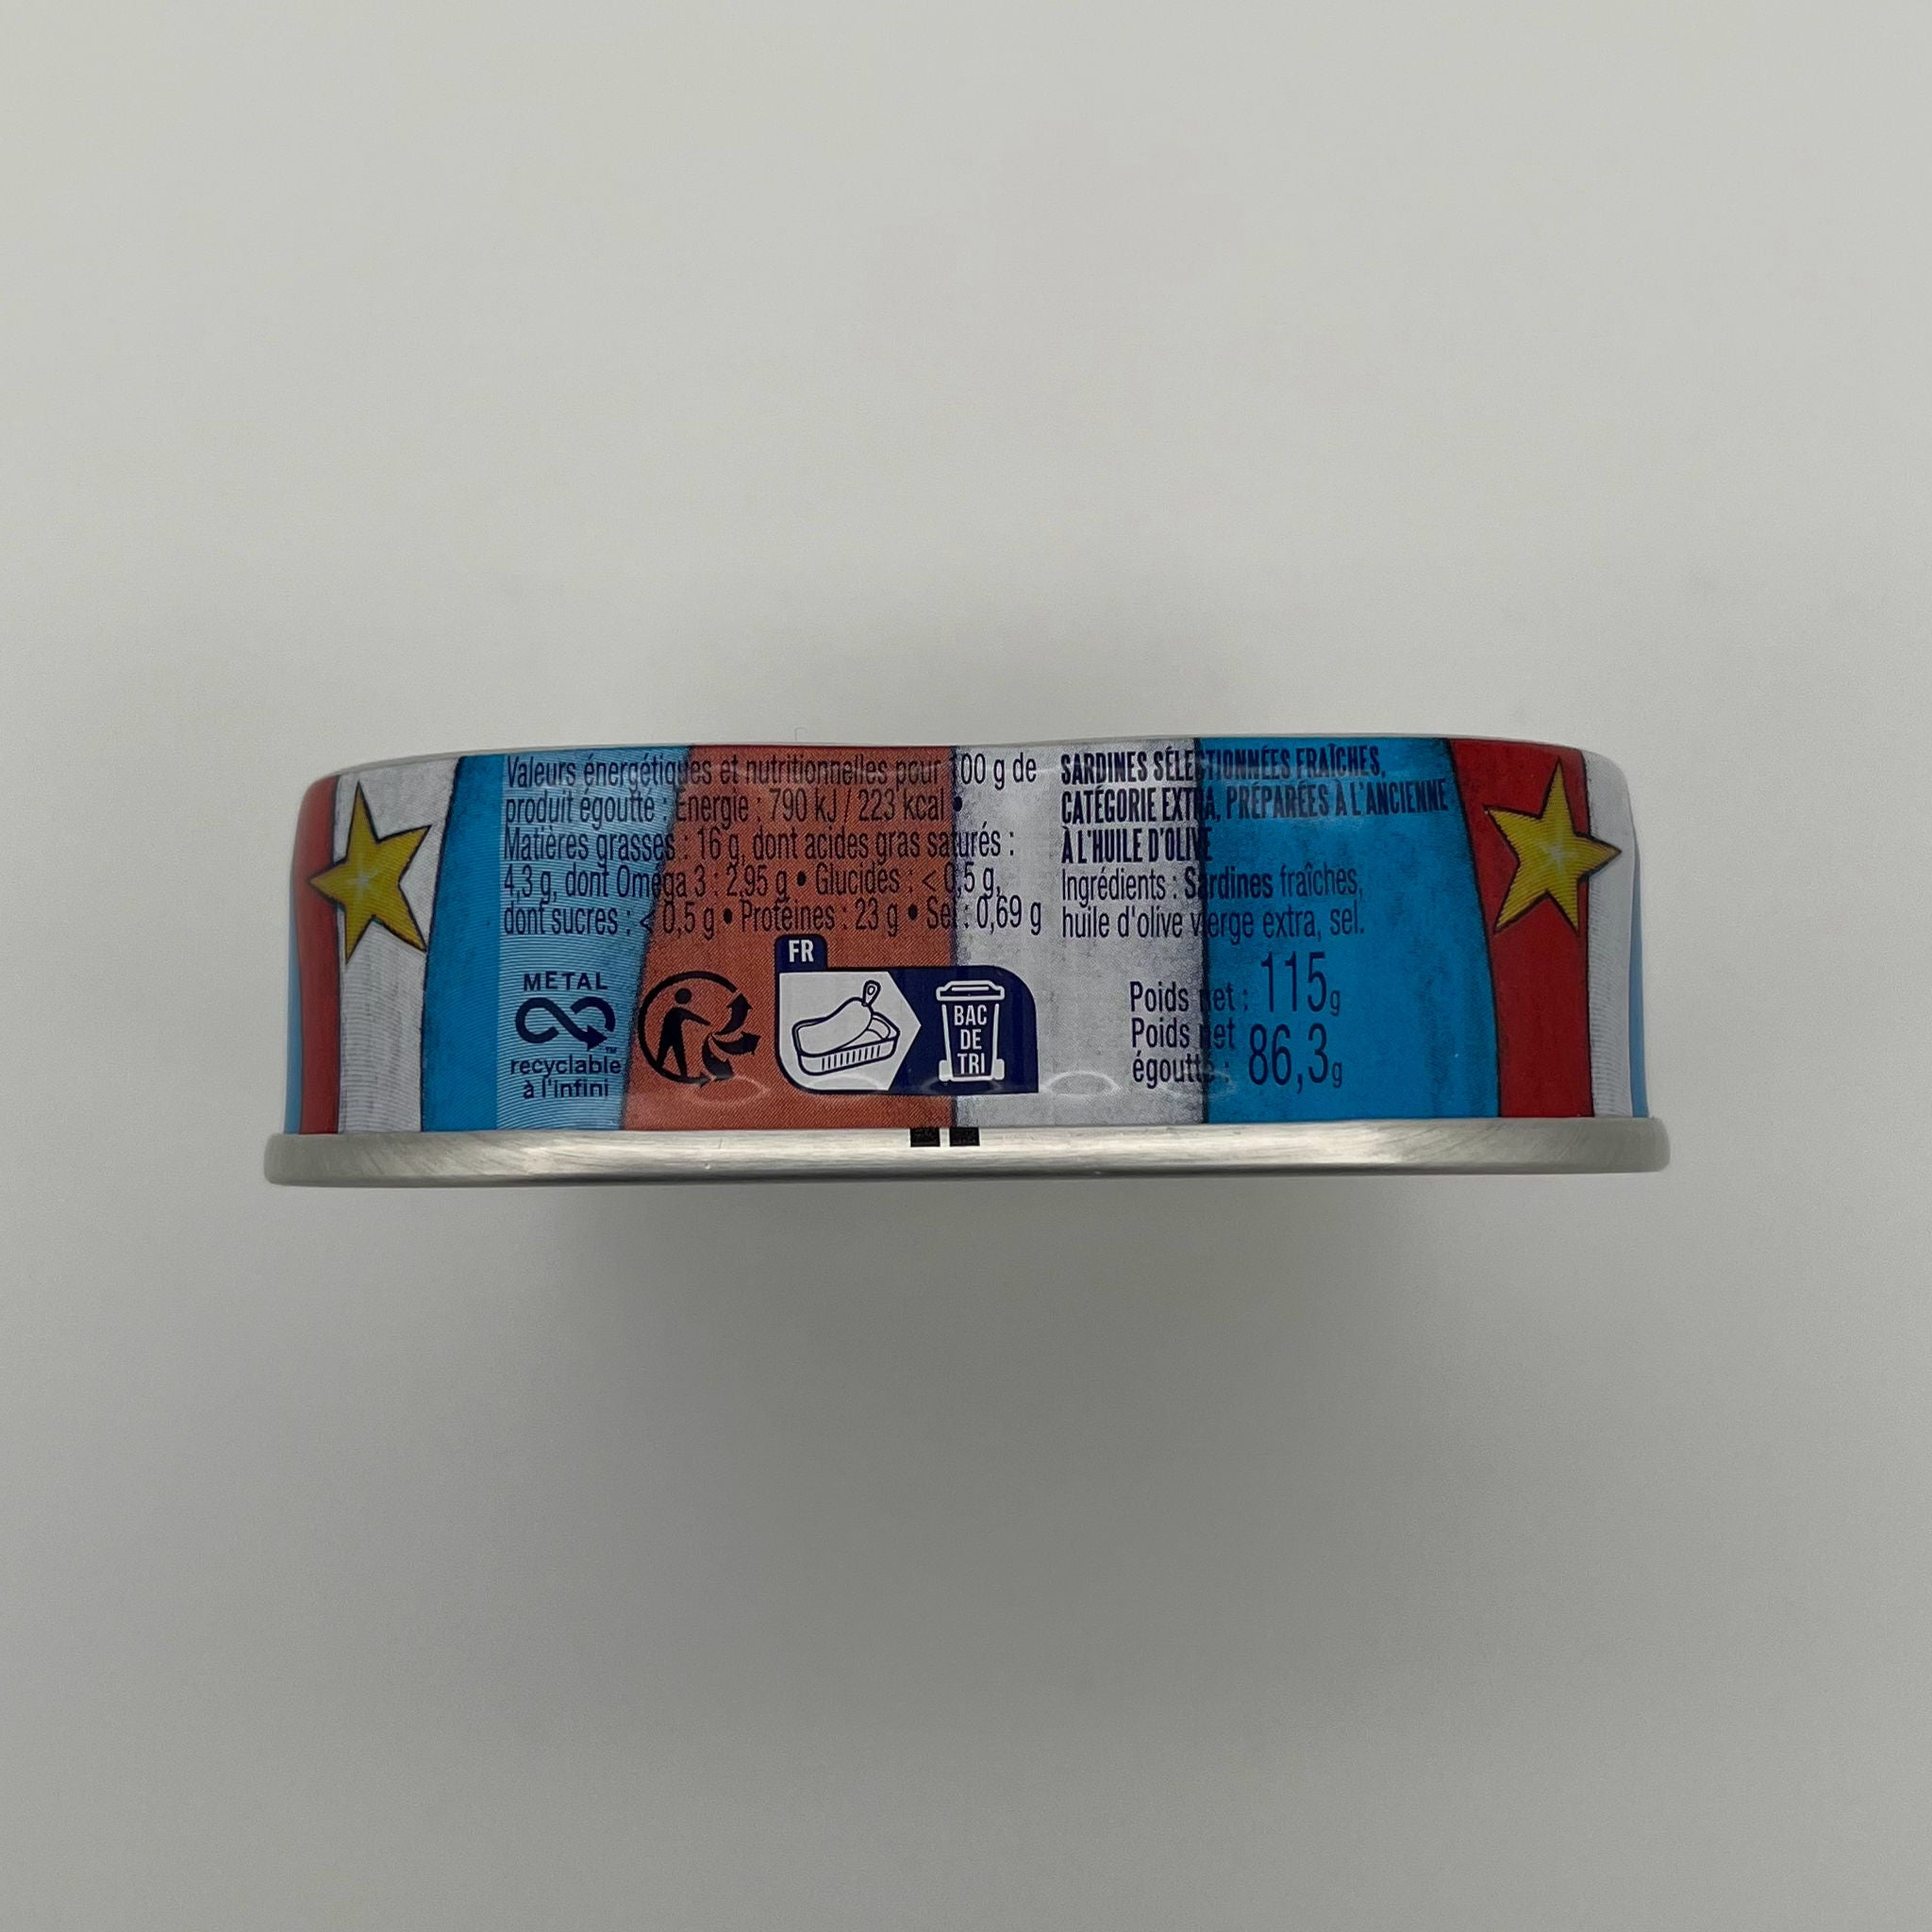 Valeurs énergétiques et nutritionnelles pour 100 g de
produit égoutté : Énergie : 790 kJ / 223 kcal •
Matières grasses : 16 g, dont acides gras saturés :
4,3 g, dont Oméga 3 : 2,95 g • Glucides : < 0,5 g,
dont sucres : < 0,5 g • Protéines : 23 g • Sel : 0,69 g
METAL
recyclable™
à l'infini
FR
BAC
DE
TRI
SARDINES SÉLECTIONNÉES FRAÎCHES,
CATÉGORIE EXTRA, PRÉPARÉES À L'ANCIENNE
À L'HUILE D'OLIVE
Ingrédients : Sardines fraîches,
huile d'olive vierge extra, sel.
Poids net : 115g
Poids net
égoutté : 86,3g